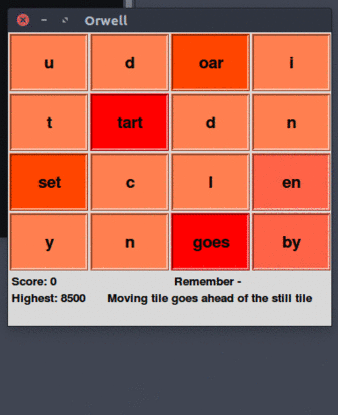 Orwell
u d oar i
t tart d n
set c l en
y n goes by
Score: 0 Remember -
Highest: 8500 Moving tile goes ahead of the still tile